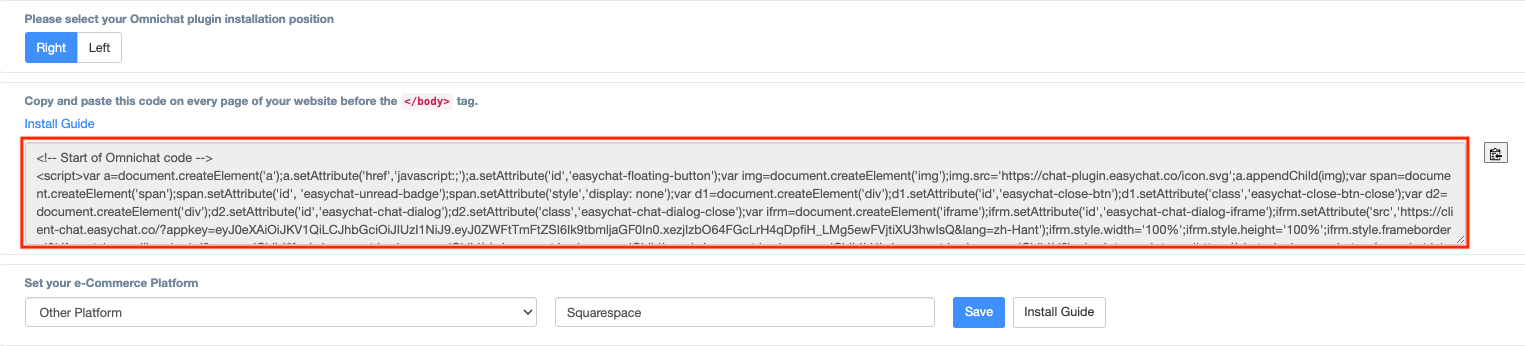 Please select your Omnichat plugin installation position
Right Left
Copy and paste this code on every page of your website before the </body> tag.
Install Guide
<!-- Start of Omnichat code -->
<script>var a=document.createElement('a');a.setAttribute('href','javascript:;');a.setAttribute('id','easychat-floating-button');var img=document.createElement('img');img.src='https://chat-plugin.easychat.co/icon.svg';a.appendChild(img);var span=docume
nt.createElement('span');span.setAttribute('id', 'easychat-unread-badge');span.setAttribute('style','display: none');var d1=document.createElement('div');d1.setAttribute('id','easychat-close-btn');d1.setAttribute('class','easychat-close-btn-close');var d2=
document.createElement('div');d2.setAttribute('id','easychat-chat-dialog');d2.setAttribute('class','easychat-chat-dialog-close');var ifrm=document.createElement('iframe');ifrm.setAttribute('id','easychat-chat-dialog-iframe');ifrm.setAttribute('src','https://cli
ent-chat.easychat.co/?appkey=eyJ0eXAiOiJKV1QiLCJhbGciOiJIUzI1NiJ9.eyJ0ZWFtTmFtZSI6Ik9tbmljaGF0In0.xezjIzbO64FGcLrH4qDpfiH_LMg5ewFVjtiXU3hwIsQ&lang=zh-Hant');ifrm.style.width='100%';ifrm.style.height='100%';ifrm.style.frameborder
Set your e-Commerce Platform
Other Platform Squarespace Save Install Guide